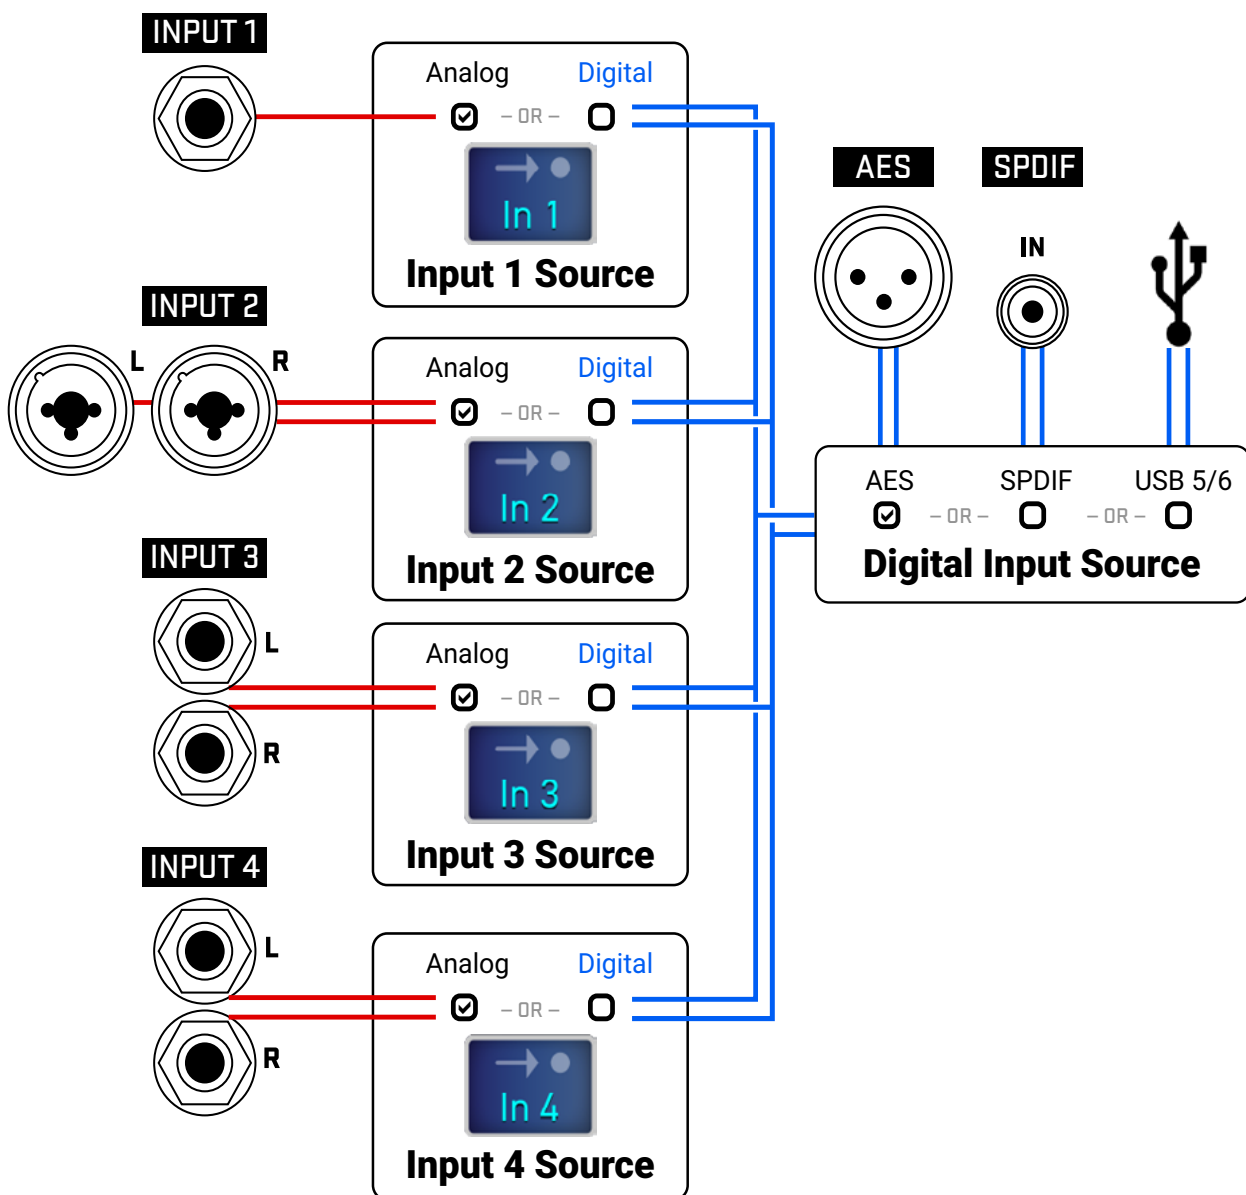 INPUT 1
Analog Digital
– OR –
In 1
Input 1 Source
INPUT 2
L R
Analog Digital
– OR –
In 2
Input 2 Source
INPUT 3
L
R
Analog Digital
– OR –
In 3
Input 3 Source
INPUT 4
L
R
Analog Digital
– OR –
In 4
Input 4 Source
AES SPDIF
IN
AES SPDIF USB 5/6
– OR – – OR –
Digital Input Source